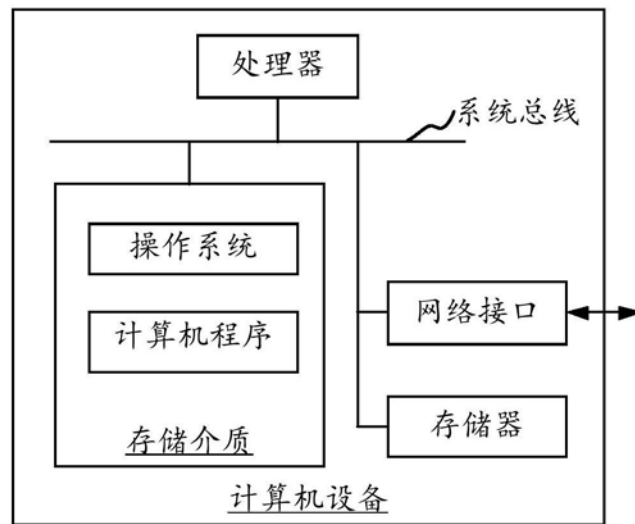 处理器
系统总线
操作系统
计算机程序
网络接口
存储介质
存储器
计算机设备